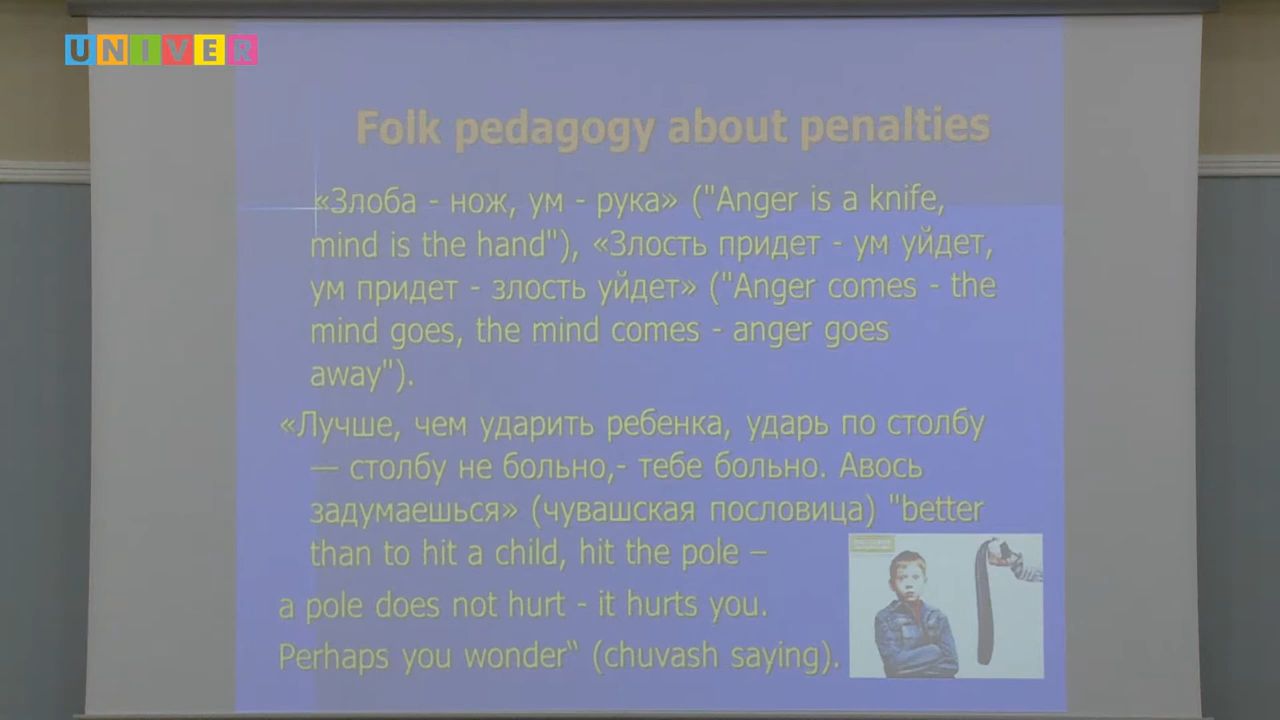 UNIVER
Folk pedagogy about penalties
«Злоба - нож, ум - рука» ("Anger is a knife,
mind is the hand"), «Злость придет - ум уйдет,
ум придет - злость уйдет» ("Anger comes - the
mind goes, the mind comes - anger goes
away").
«Лучше, чем ударить ребенка, ударь по столбу
— столбу не больно,- тебе больно. Авось
задумаешься» (чувашская пословица) "better
than to hit a child, hit the pole –
a pole does not hurt - it hurts you.
Perhaps you wonder“ (chuvash saying).